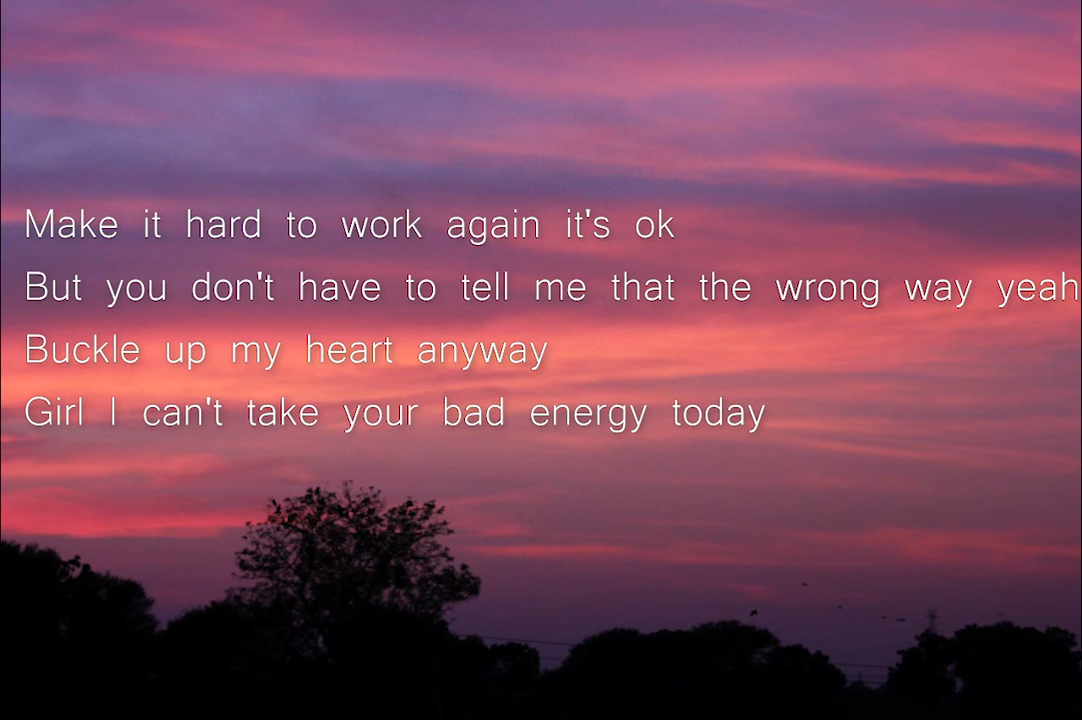 Make it hard to work again it's ok
But you don't have to tell me that the wrong way yeah
Buckle up my heart anyway
Girl I can't take your bad energy today